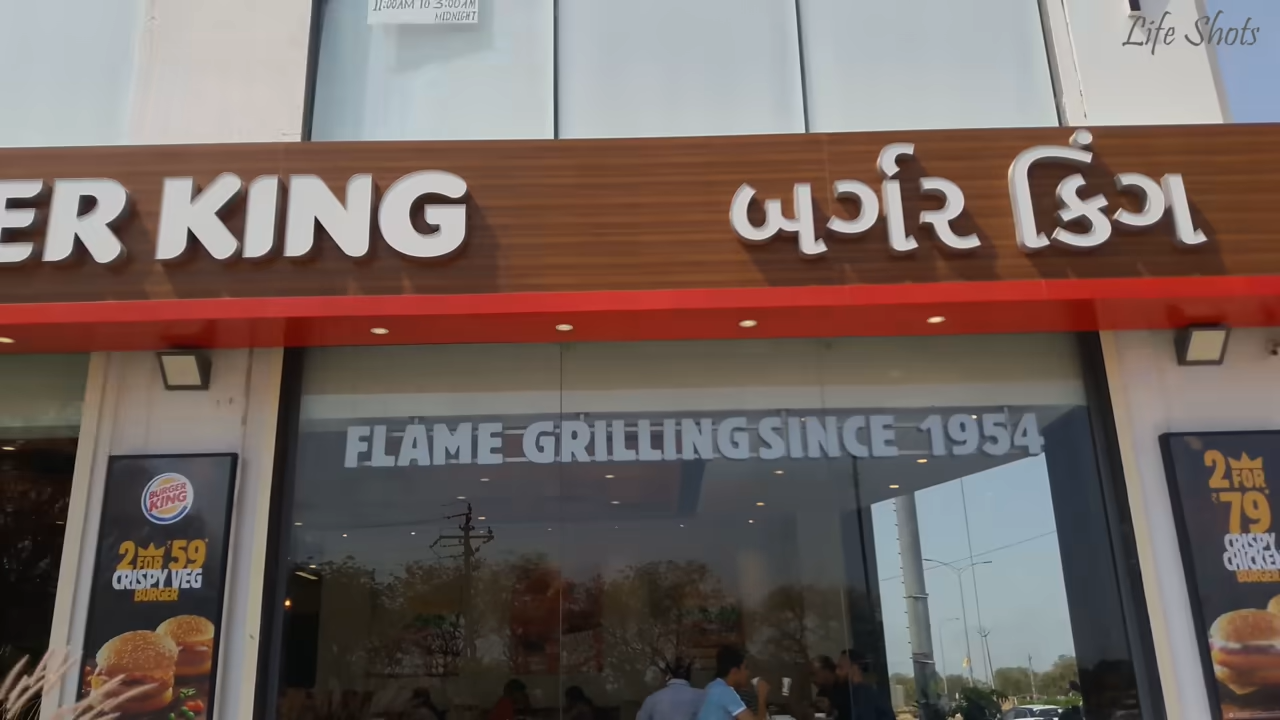 11:00AM TO 3:00AM
MIDNIGHT
Life Shots
ER KING
બર્ગર કિંગ
FLAME GRILLING SINCE 1954
BURGER
KING
2 FOR ₹59*
CRISPY VEG
BURGER
2 FOR
₹79
CRISPY
CHICKEN
BURGER